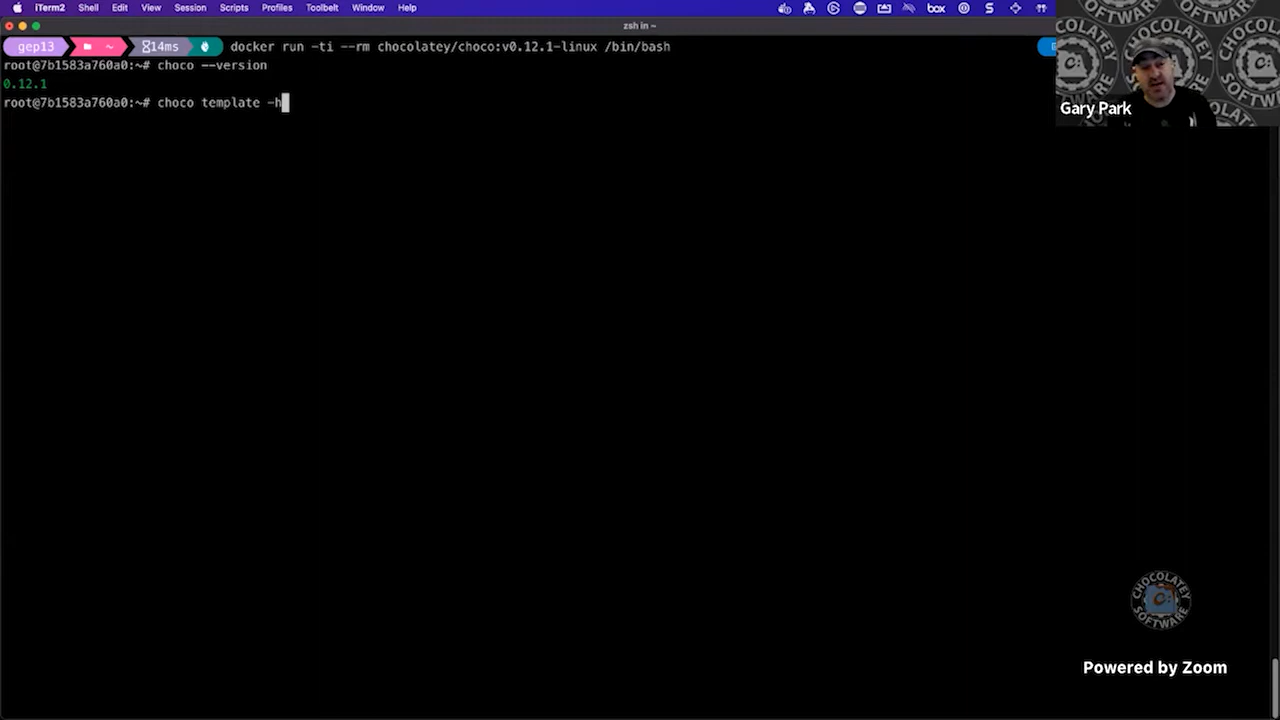 iTerm2 Shell Edit View Session Scripts Profiles Toolbelt Window Help
box
zsh in ~
gep13 ~ 14ms docker run -ti --rm chocolatey/choco:v0.12.1-linux /bin/bash
root@7b1583a760a0:~# choco --version
0.12.1
root@7b1583a760a0:~# choco template -h
SOFTWARE
Gary Park
CHOCOLATEY
SOFTWARE
Powered by Zoom